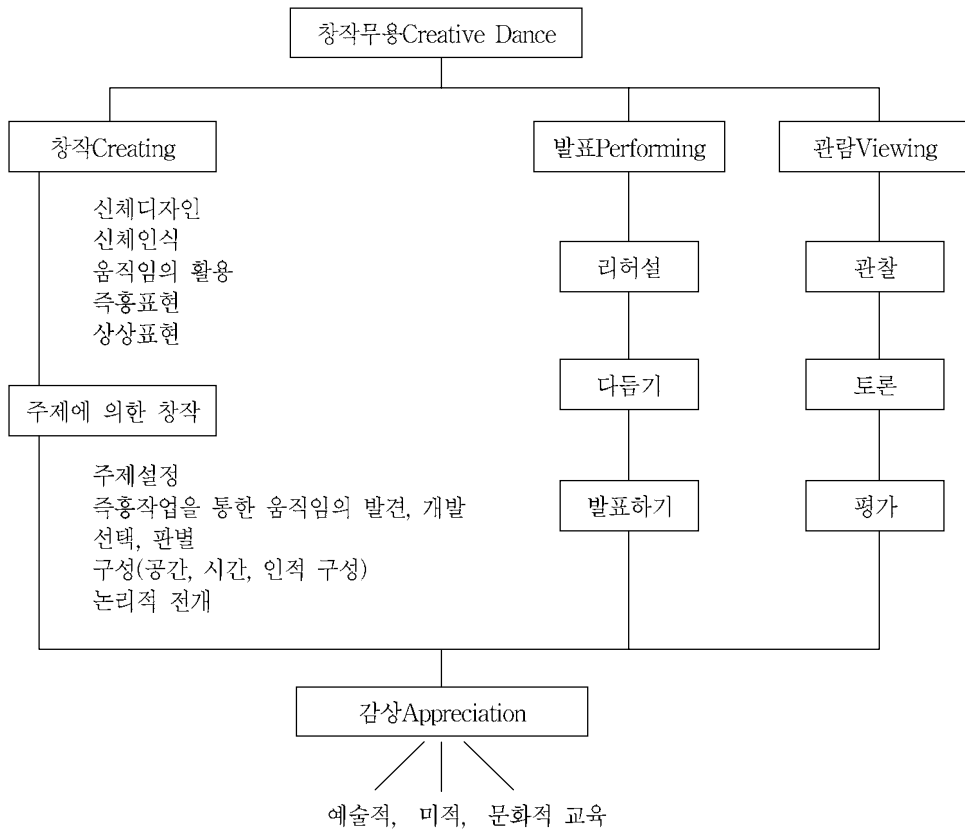 창작무용Creative Dance
창작Creating
발표Performing
관람Viewing
신체디자인
신체인식
움직임의 활용
즉흥표현
상상표현
리허설
관찰
주제에 의한 창작
다듬기
토론
주제설정
즉흥작업을 통한 움직임의 발견, 개발
선택, 판별
구성(공간, 시간, 인적 구성)
논리적 전개
발표하기
평가
감상Appreciation
예술적, 미적, 문화적 교육